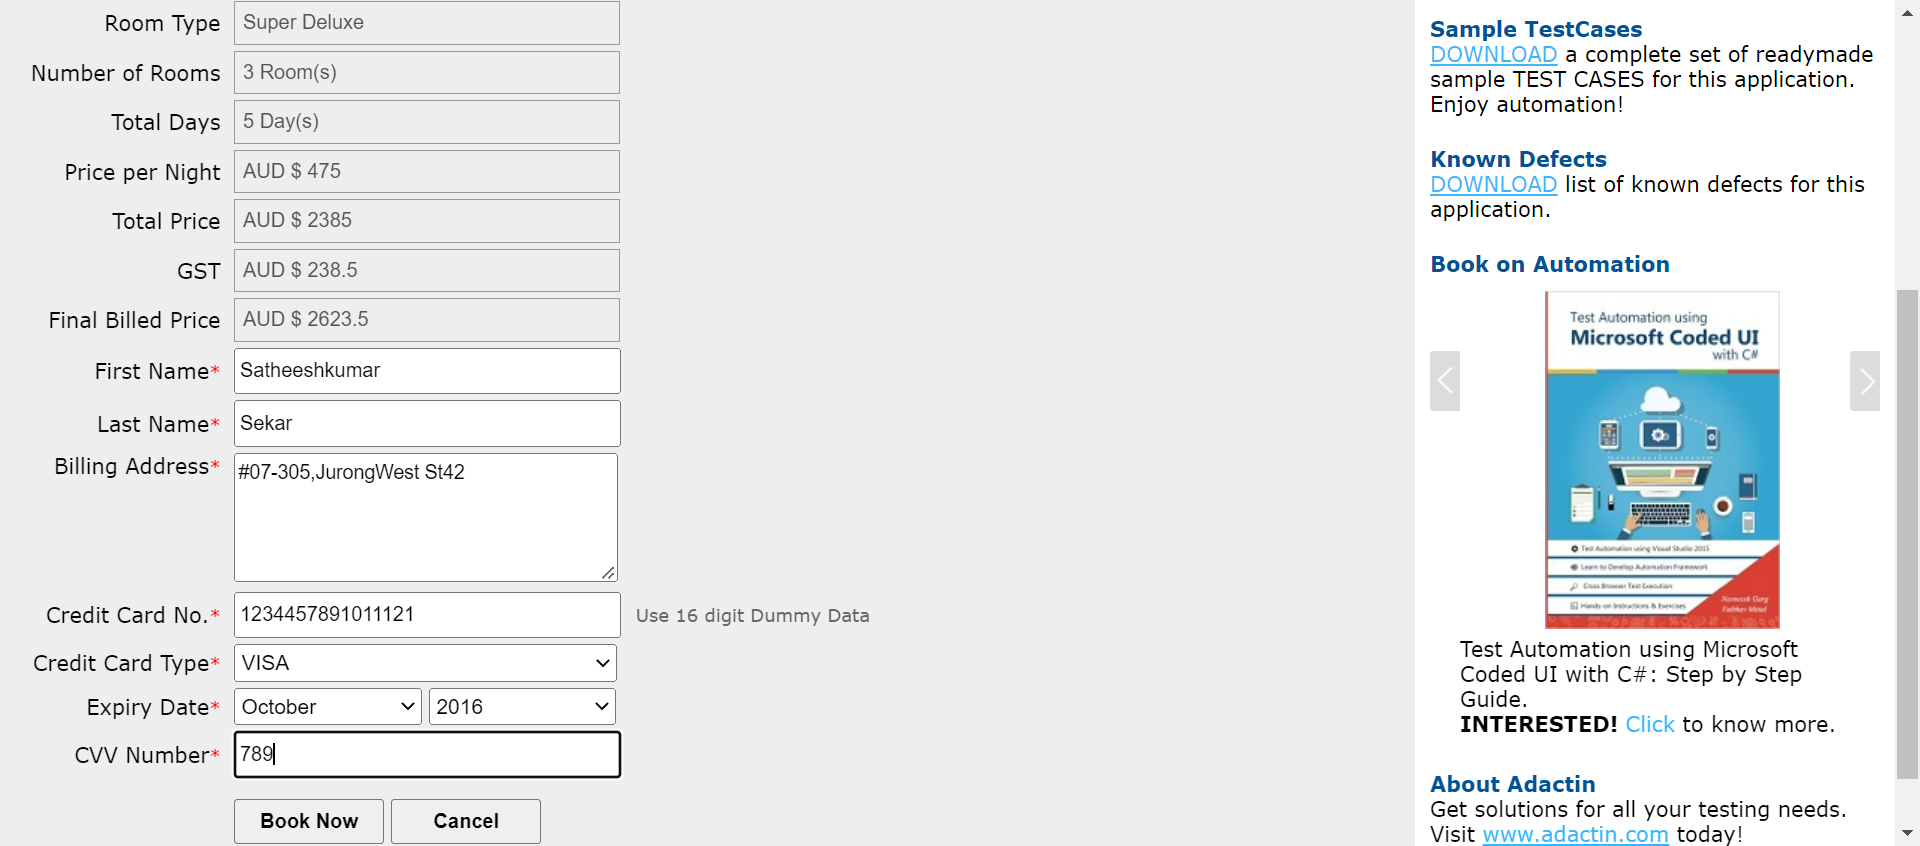 Room Type Super Deluxe
Number of Rooms 3 Room(s)
Total Days 5 Day(s)
Price per Night AUD $ 475
Total Price AUD $ 2385
GST AUD $ 238.5
Final Billed Price AUD $ 2623.5
First Name* Satheeshkumar
Last Name* Sekar
Billing Address* #07-305,JurongWest St42
Credit Card No.* 1234457891011121 Use 16 digit Dummy Data
Credit Card Type* VISA
Expiry Date* October 2016
CVV Number* 789
Book Now Cancel
Sample TestCases
DOWNLOAD a complete set of readymade
sample TEST CASES for this application.
Enjoy automation!
Known Defects
DOWNLOAD list of known defects for this
application.
Book on Automation
Test Automation using
Microsoft Coded UI
with C#
Test Automation using Visual Studio 2015
Learn to Develop Automation Framework
Cross Browser Test Execution
Hands-on Instructions & Exercises
Test Automation using Microsoft
Coded UI with C#: Step by Step
Guide.
INTERESTED! Click to know more.
About Adactin
Get solutions for all your testing needs.
Visit www.adactin.com today!